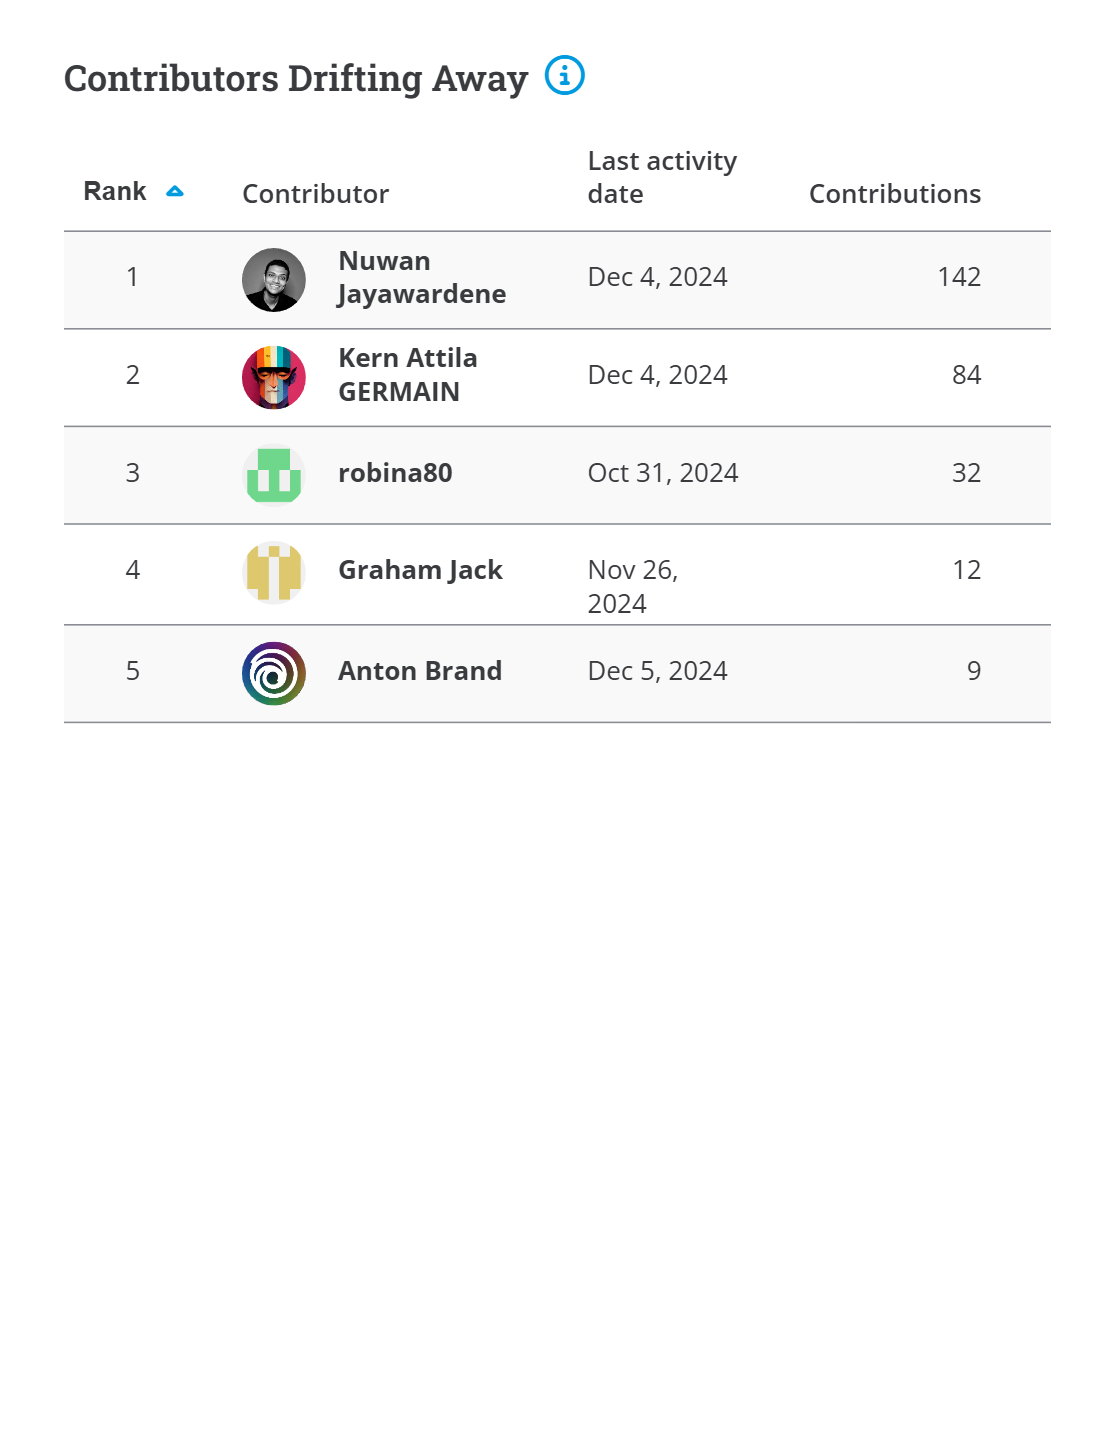 Contributors Drifting Away
Rank
Contributor
Last activity
date
Contributions
1
Nuwan
Jayawardene
Dec 4, 2024
142
2
Kern Attila
GERMAIN
Dec 4, 2024
84
3
robina80
Oct 31, 2024
32
4
Graham Jack
Nov 26,
2024
12
5
Anton Brand
Dec 5, 2024
9